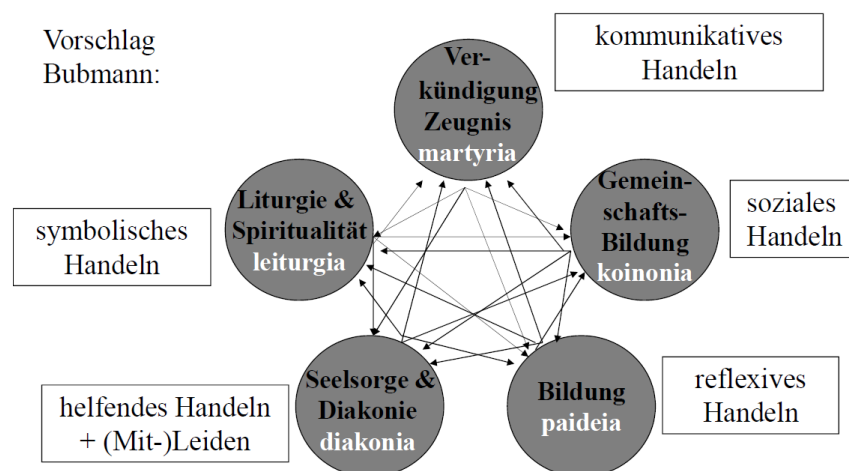 Vorschlag
Bubmann:
Ver-
kündigung
Zeugnis
martyria
kommunikatives
Handeln
Liturgie &
Spiritualität
leiturgia
symbolisches
Handeln
Gemein-
schafts-
Bildung
koinonia
soziales
Handeln
Seelsorge &
Diakonie
diakonia
helfendes Handeln
+ (Mit-)Leiden
Bildung
paideia
reflexives
Handeln